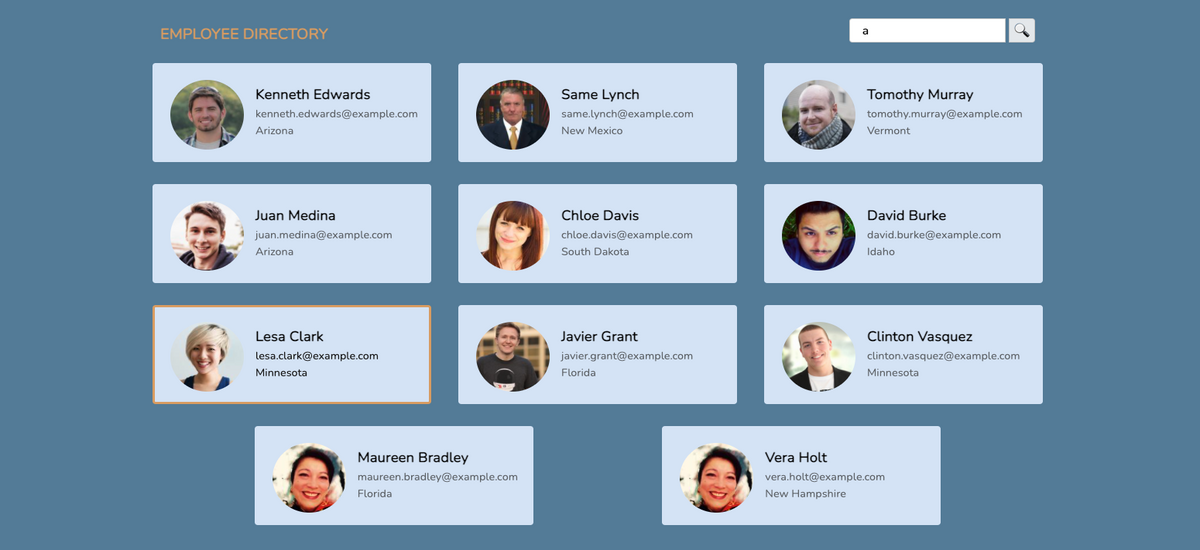 EMPLOYEE DIRECTORY
a
Kenneth Edwards
kenneth.edwards@example.com
Arizona
Same Lynch
same.lynch@example.com
New Mexico
Tomothy Murray
tomothy.murray@example.com
Vermont
Juan Medina
juan.medina@example.com
Arizona
Chloe Davis
chloe.davis@example.com
South Dakota
David Burke
david.burke@example.com
Idaho
Lesa Clark
lesa.clark@example.com
Minnesota
Javier Grant
javier.grant@example.com
Florida
Clinton Vasquez
clinton.vasquez@example.com
Minnesota
Maureen Bradley
maureen.bradley@example.com
Florida
Vera Holt
vera.holt@example.com
New Hampshire